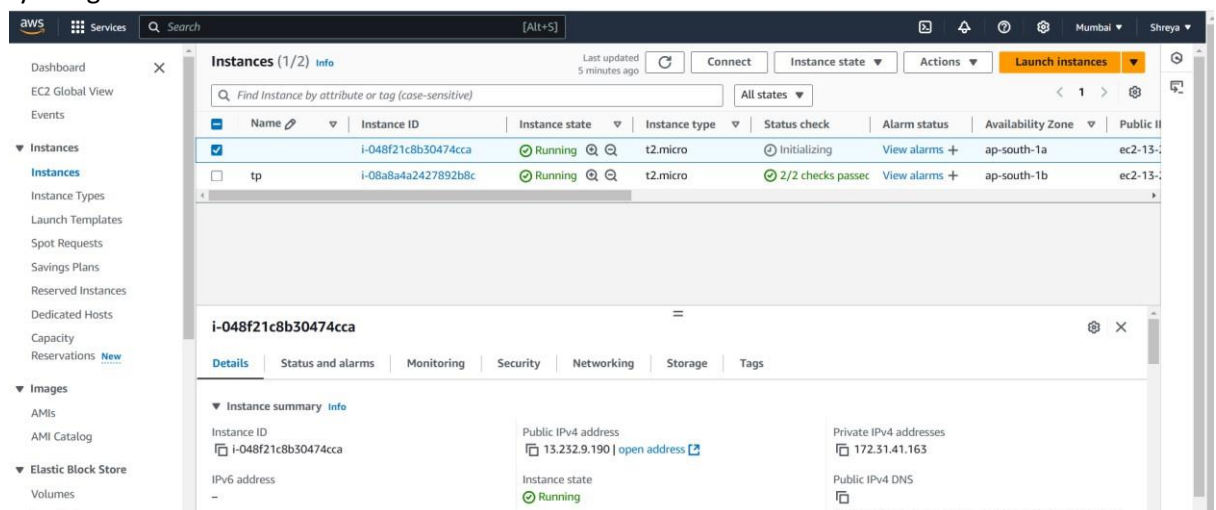 aws Services Search [Alt+S] Mumbai Shreya
Dashboard
EC2 Global View
Events
Instances
Instances
Instance Types
Launch Templates
Spot Requests
Savings Plans
Reserved Instances
Dedicated Hosts
Capacity
Reservations New
Images
AMIs
AMI Catalog
Elastic Block Store
Volumes
Instances (1/2) Info
Last updated
5 minutes ago
Connect Instance state Actions Launch instances
Find Instance by attribute or tag (case-sensitive) All states 1
Name Instance ID Instance state Instance type Status check Alarm status Availability Zone Public
i-048f21c8b30474cca Running t2.micro Initializing View alarms + ap-south-1a ec2-13-
tp i-08a8a4a2427892b8c Running t2.micro 2/2 checks passec View alarms + ap-south-1b ec2-13-
i-048f21c8b30474cca
Details Status and alarms Monitoring Security Networking Storage Tags
Instance summary Info
Instance ID Public IPv4 address Private IPv4 addresses
i-048f21c8b30474cca 13.232.9.190 | open address 172.31.41.163
IPv6 address Instance state Public IPv4 DNS
– Running